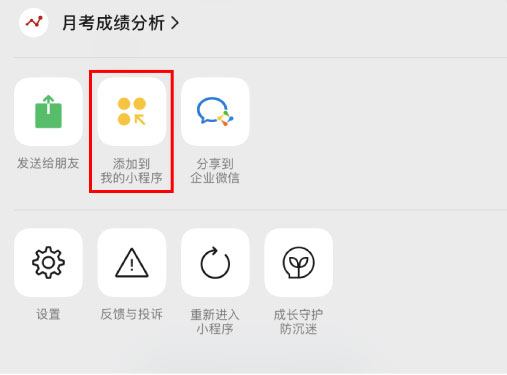 月考成绩分析
发送给朋友
添加到
我的小程序
分享到
企业微信
设置
反馈与投诉
重新进入
小程序
成长守护
防沉迷